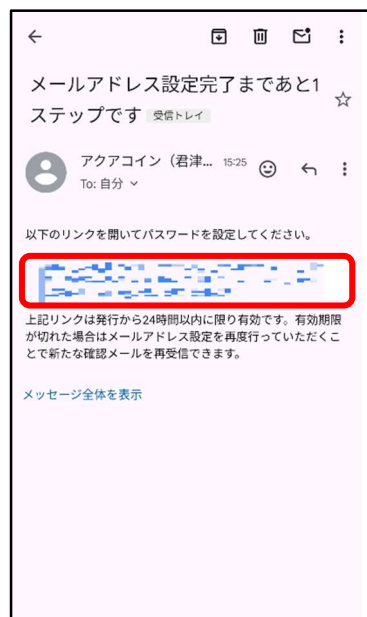 メールアドレス設定完了まであと1
ステップです 受信トレイ
アクアコイン（君津... 15:25
To: 自分
以下のリンクを開いてパスワードを設定してください。
上記リンクは発行から24時間以内に限り有効です。有効期限
が切れた場合はメールアドレス設定を再度行っていただくこ
とで新たな確認メールを再受信できます。
メッセージ全体を表示